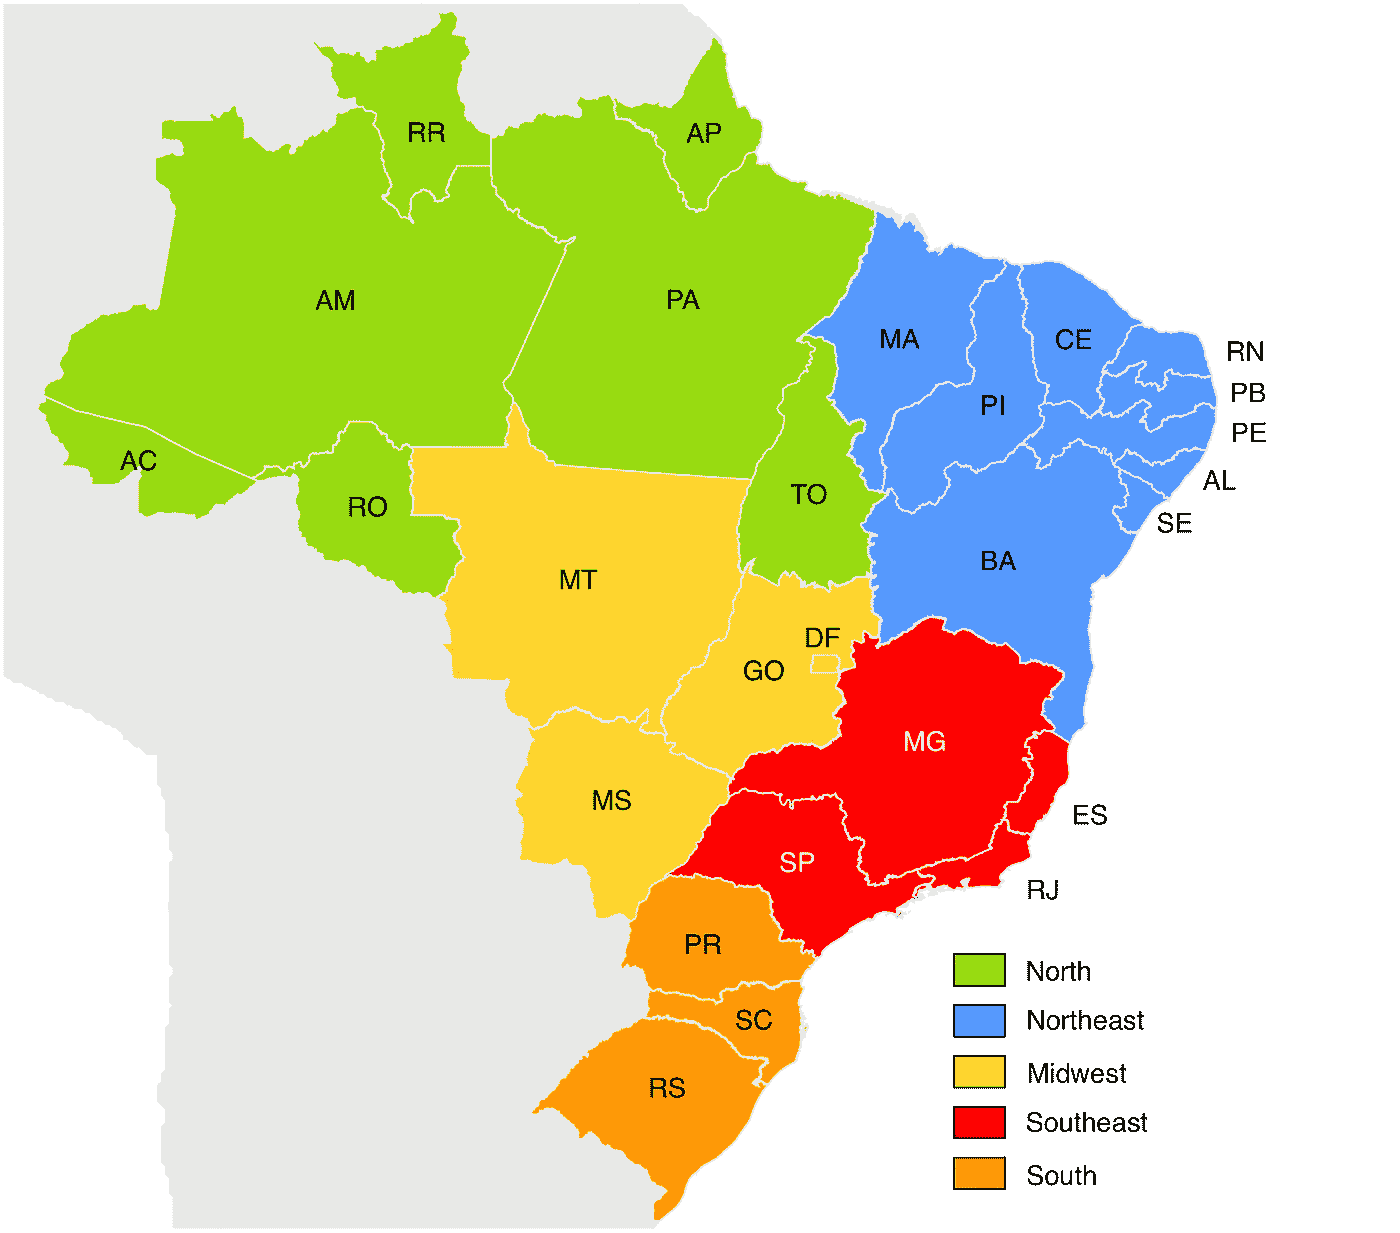 RR
AP
AM
PA
MA
CE
RN
PB
PI
PE
AC
AL
TO
RO
SE
BA
MT
DF
GO
MG
MS
ES
SP
RJ
PR
North
SC
Northeast
Midwest
RS
Southeast
South